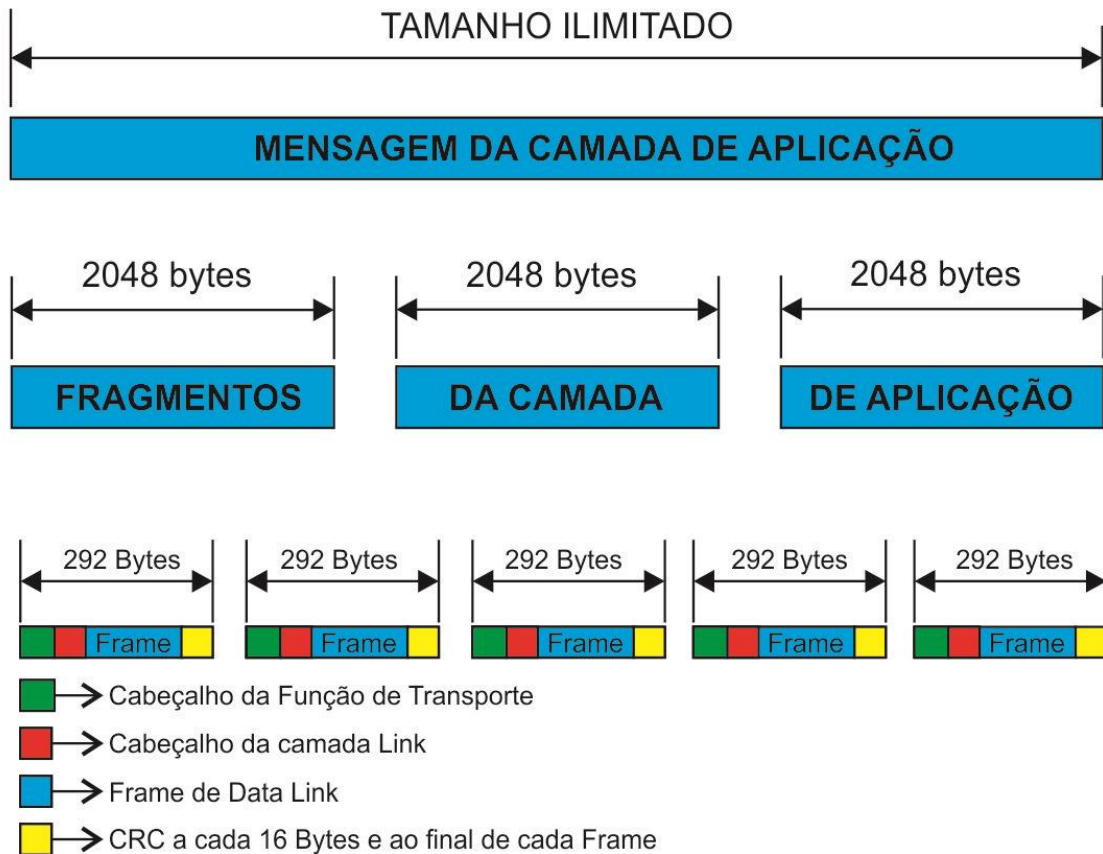 TAMANHO ILIMITADO
MENSAGEM DA CAMADA DE APLICAÇÃO
2048 bytes 2048 bytes 2048 bytes
FRAGMENTOS DA CAMADA DE APLICAÇÃO
292 Bytes 292 Bytes 292 Bytes 292 Bytes 292 Bytes
Frame Frame Frame Frame Frame
Cabeçalho da Função de Transporte
Cabeçalho da camada Link
Frame de Data Link
CRC a cada 16 Bytes e ao final de cada Frame